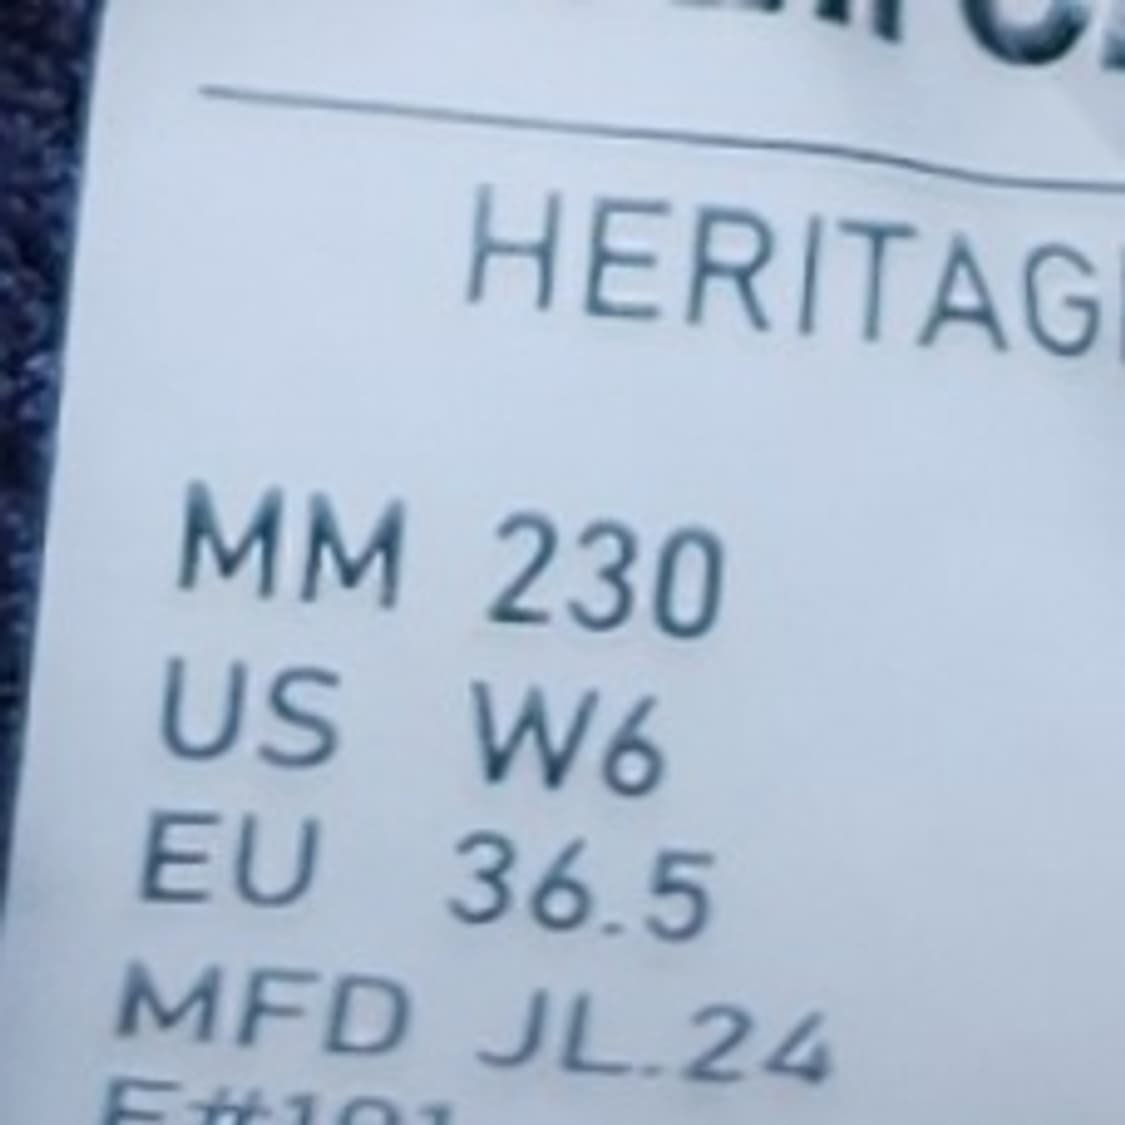 HERITAG
MM 230
US W6
EU 36.5
MFD JL.24